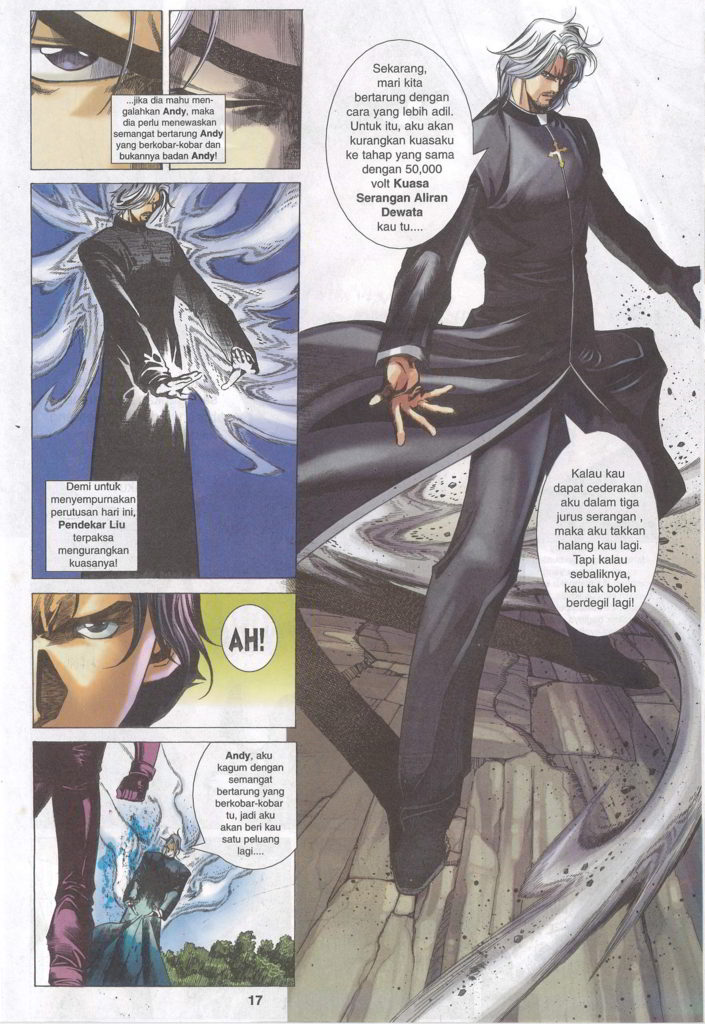 ...jika dia mahu men-
galahkan Andy, maka
dia perlu menewaskan
semangat bertarung Andy
yang berkobar-kobar dan
bukannya badan Andy!
Demi untuk
menyempurnakan
perutusan hari ini,
Pendekar Liu
terpaksa
mengurangkan
kuasanya!
AH!
Andy, aku
kagum dengan
semangat
bertarung yang
berkobar-kobar
tu, jadi aku
akan beri kau
satu peluang
lagi....
Sekarang,
mari kita
bertarung dengan
cara yang lebih adil.
Untuk itu, aku akan
kurangkan kuasaku
ke tahap yang sama
dengan 50,000
volt Kuasa
Serangan Aliran
Dewata
kau tu....
Kalau kau
dapat cederakan
aku dalam tiga
jurus serangan ,
maka aku takkan
halang kau lagi.
Tapi kalau
sebaliknya,
kau tak boleh
berdegil lagi!
17